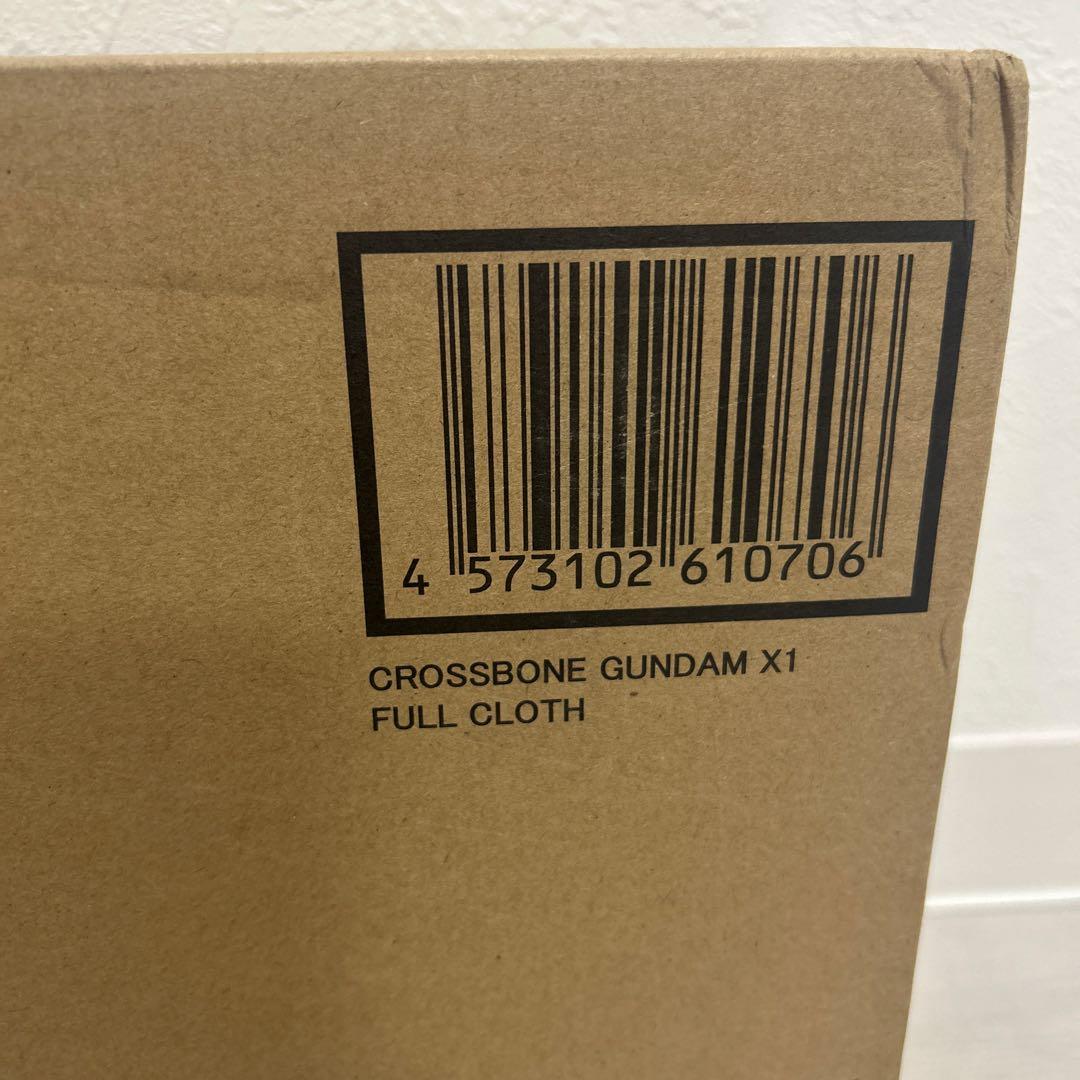 4 573102 610706
CROSSBONE GUNDAM X1
FULL CLOTH